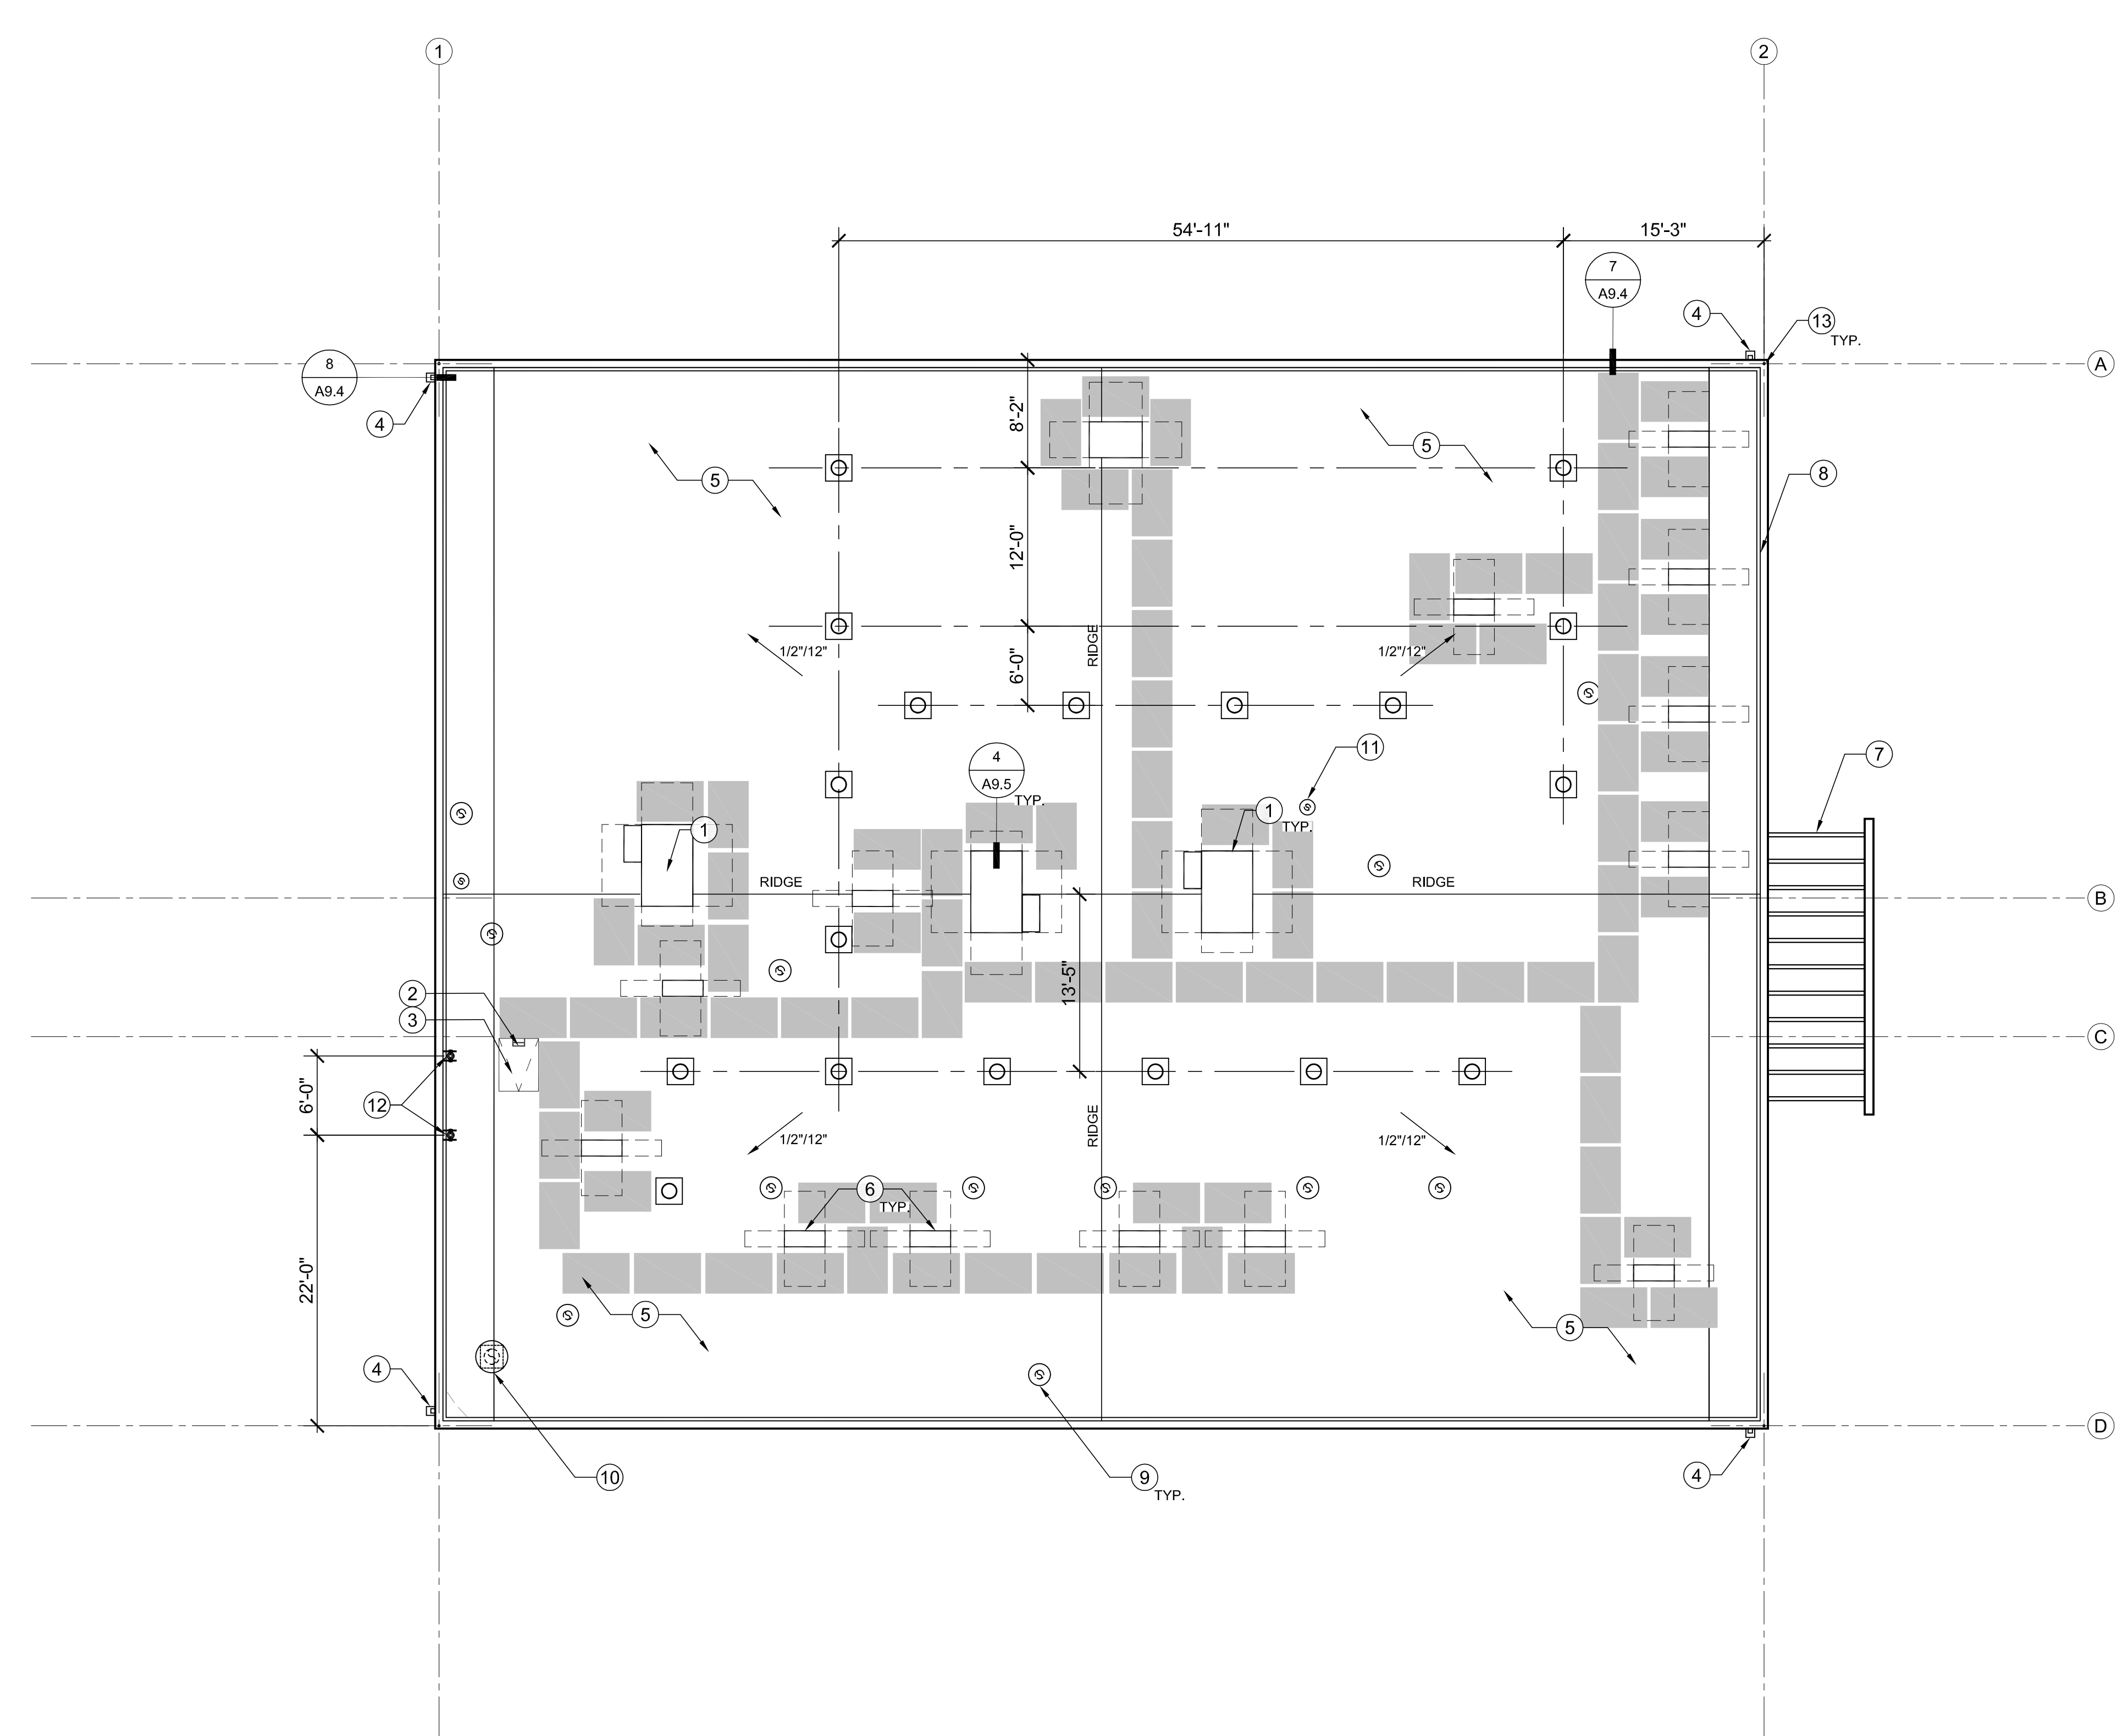 1
2
54'-11"
15'-3"
7
A9.4
4
13
TYP.
8
A9.4
A
4
8'-2"
5
5
8
12'-0"
RIDGE
1/2"/12"
1/2"/12"
6'-0"
S
11
4
A9.5
TYP.
7
S
1
1
S
TYP.
S
S
RIDGE
RIDGE
B
S
S
13'-5"
2
3
C
6'-0"
12
RIDGE
1/2"/12"
1/2"/12"
S
6
S
S
S
S
TYP.
22'-0"
5
S
5
S
4
S
D
10
9
TYP.
4